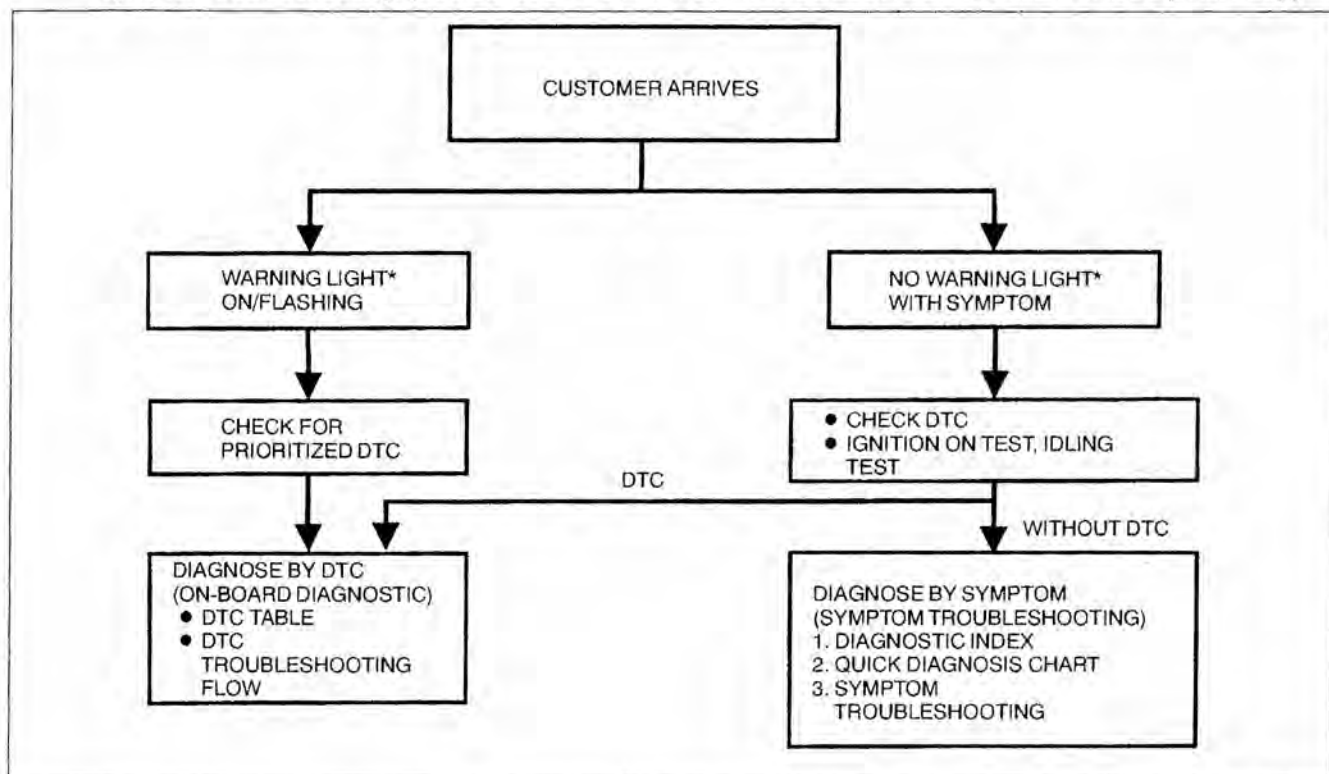 CUSTOMER ARRIVES
WARNING LIGHT*
ON/FLASHING
NO WARNING LIGHT*
WITH SYMPTOM
CHECK FOR
PRIORITIZED DTC
● CHECK DTC
● IGNITION ON TEST, IDLING
TEST
DTC
WITHOUT DTC
DIAGNOSE BY DTC
(ON-BOARD DIAGNOSTIC)
● DTC TABLE
● DTC
TROUBLESHOOTING
FLOW
DIAGNOSE BY SYMPTOM
(SYMPTOM TROUBLESHOOTING)
1. DIAGNOSTIC INDEX
2. QUICK DIAGNOSIS CHART
3. SYMPTOM
TROUBLESHOOTING